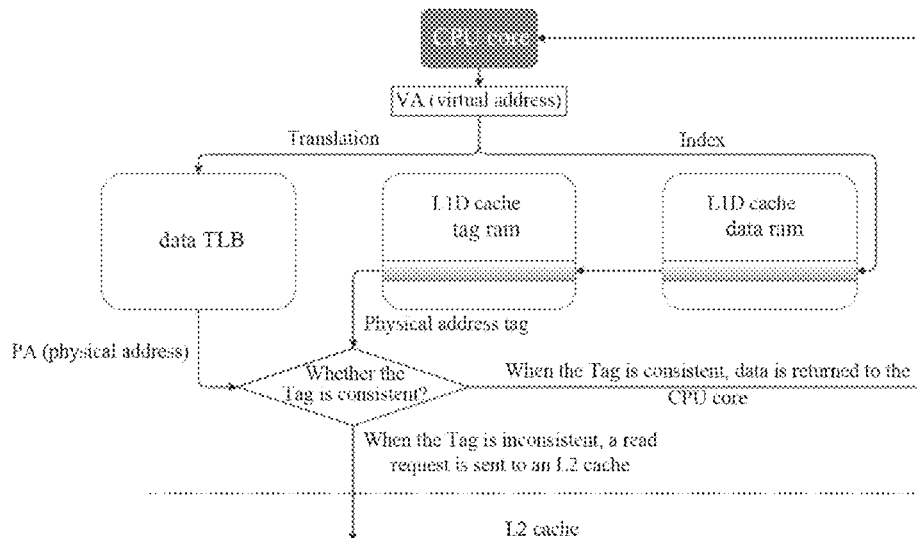 CPU core
VA (virtual address)
Translation
Index
data TLB
L1D cache
tag ram
L1D cache
data ram
Physical address tag
PA (physical address)
Whether the
Tag is consistent?
When the Tag is consistent, data is returned to the
CPU core
When the Tag is inconsistent, a read
request is sent to an L2 cache
L2 cache